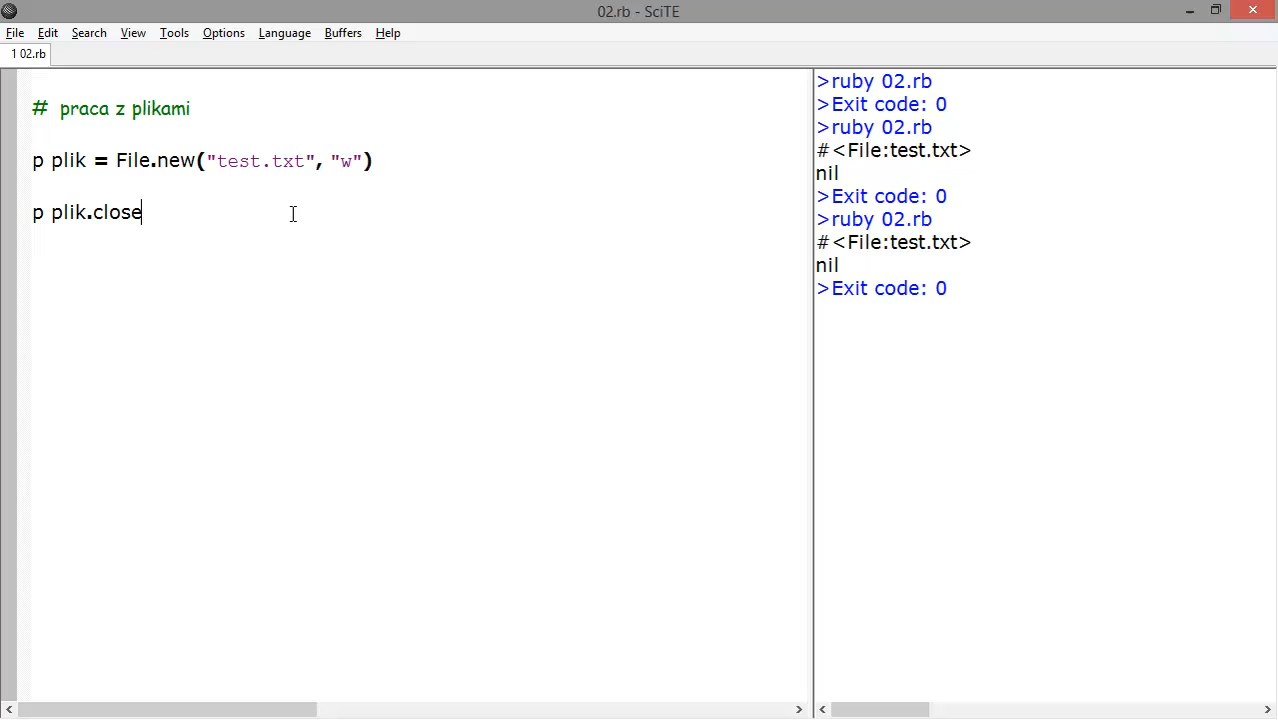 02.rb - SciTE
File Edit Search View Tools Options Language Buffers Help
1 02.rb
# praca z plikami
p plik = File.new("test.txt", "w")
p plik.close
>ruby 02.rb
>Exit code: 0
>ruby 02.rb
#<File:test.txt>
nil
>Exit code: 0
>ruby 02.rb
#<File:test.txt>
nil
>Exit code: 0